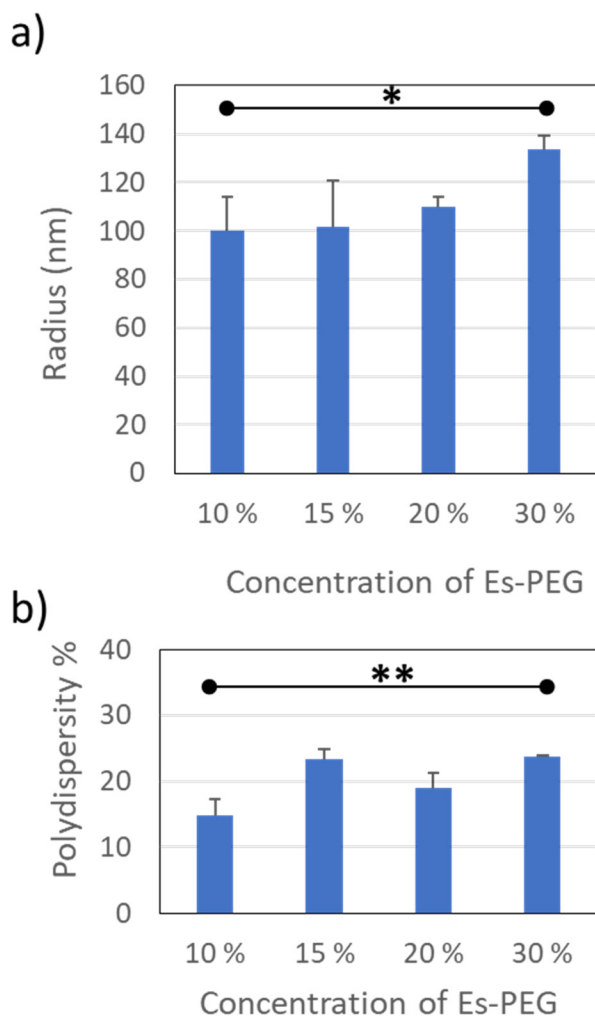 a)
Radius (nm)
160
140
120
100
80
60
40
20
0
*
10 % 15 % 20 % 30 %
Concentration of Es-PEG
b)
Polydispersity %
40
30
20
10
0
**
10 % 15 % 20 % 30 %
Concentration of Es-PEG